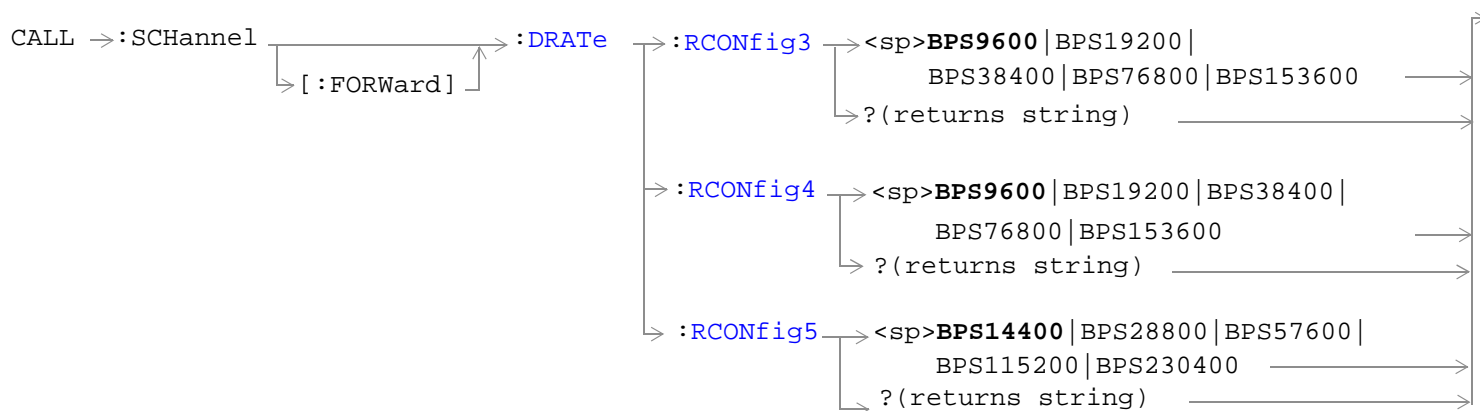 CALL :SCHannel :DRATe :RCONfig3 <sp>BPS9600|BPS19200|
[:FORWard] BPS38400|BPS76800|BPS153600
?(returns string)
:RCONfig4 <sp>BPS9600|BPS19200|BPS38400|
BPS76800|BPS153600
?(returns string)
:RCONfig5 <sp>BPS14400|BPS28800|BPS57600|
BPS115200|BPS230400
?(returns string)